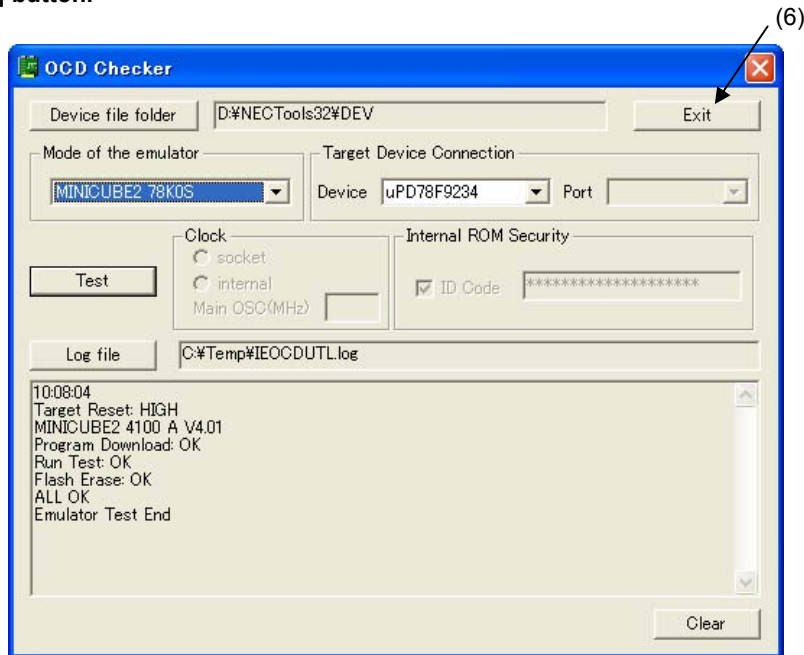 button.
(6)
OCD Checker
Device file folder D:¥NECTools32¥DEV Exit
Mode of the emulator Target Device Connection
MINICUBE2 78K0S Device uPD78F9234 Port
Clock Internal ROM Security
socket
Test internal ID Code ********************
Main OSC(MHz)
Log file C:¥Temp¥IEOCDUTL.log
10:08:04
Target Reset: HIGH
MINICUBE2 4100 A V4.01
Program Download: OK
Run Test: OK
Flash Erase: OK
ALL OK
Emulator Test End
Clear